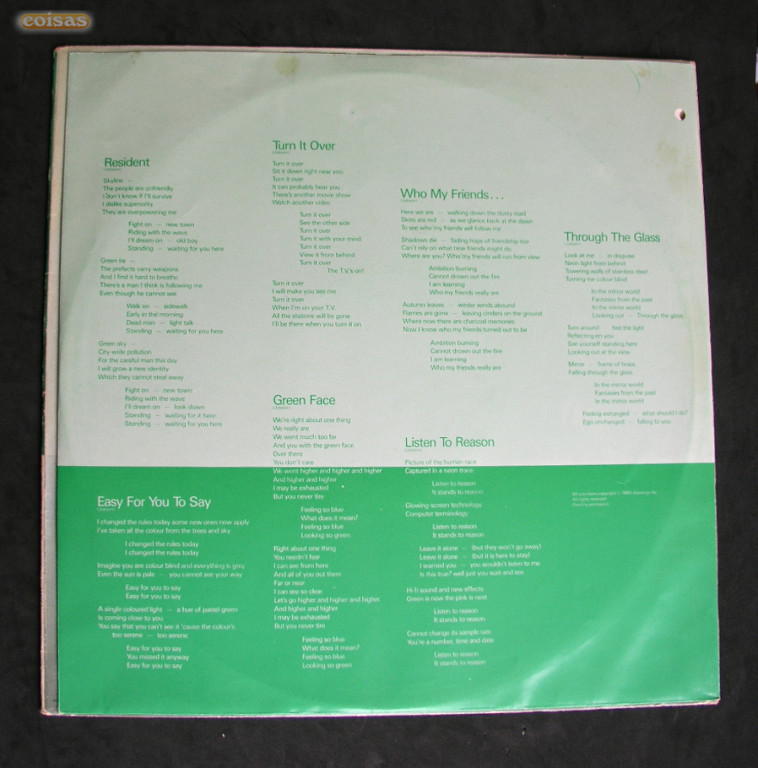 coisas
Resident
Skyline —
The people are unfriendly
I don't know if I'll survive
I dislike superiority
They are overpowering me
Fight on — new town
Riding with the wave
I'll dream on — old boy
Standing — waiting for you here
Green tie —
The prefects carry weapons
And I find it hard to breathe
There's a man I think is following me
Even though he cannot see
Walk on — sidewalk
Early in the morning
Dead man — light talk
Standing — waiting for you here
Green sky —
City wide pollution
For the careful man this day
I will grow a new identity
Which they cannot steal away
Fight on — new town
Riding with the wave
I'll dream on — look down
Standing — waiting for it here
Standing — waiting for you here
Easy For You To Say
I changed the rules today some new ones now apply
I've taken all the colour from the trees and sky
I changed the rules today
I changed the rules today
Imagine you are colour blind and everything is grey
Even the sun is pale — you cannot see your way
Easy for you to say
Easy for you to say
A single coloured light — a hue of pastel green
Is coming close to you
You say that you can't see it 'cause the colour's
too serene — too serene
Easy for you to say
You missed it anyway
Easy for you to say
Turn It Over
Turn it over
Sit it down right near you
Turn it over
It can probably hear you
There's another movie show
Watch another video
Turn it over
See the other side
Turn it over
Turn with your mind
Turn it over
View it from behind
Turn it over
The T.V.'s on!
Turn it over
I will make you see me
Turn it over
When I'm on your T.V.
All the stations will be gone
I'll be there when you turn it on
Green Face
We're right about one thing
We really are
We went much too far
And you with the green face
Over there
You don't care
We went higher and higher and higher
And higher and higher
I may be exhausted
But you never tire
Feeling so blue
What does it mean?
Feeling so blue
Looking so green
Right about one thing
You needn't fear
I can see from here
And all of you out there
Far or near
I can see so clear
Let's go higher and higher and higher
And higher and higher
I may be exhausted
But you never tire
Feeling so blue
What does it mean?
Feeling so blue
Looking so green
Who My Friends...
Here we are — walking down the dusty road
Skies are red — as we glance back at the dawn
To see who my friends will follow me
Shadows die — fading hops of friendship too
Can't rely on what new friends might do
Where are you? Who my friends will run from view
Ambition burning
Cannot drown out the fire
I am learning
Who my friends really are
Autumn leaves — winter winds abound
Flames are gone — leaving cinders on the ground
Where now there are charcoal memories
Now I know who my friends turned out to be
Ambition burning
Cannot drown out the fire
I am learning
Who my friends really are
Listen To Reason
Picture of the human race
Captured in a neon trace
Listen to reason
It stands to reason
Glowing screen technology
Computer terminology
Listen to reason
It stands to reason
Leave it alone — (but they won't go away)
Leave it alone — (but it is here to stay)
I warned you — you wouldn't listen to me
Is this true? well just you wait and see
Hi-fi sound and new effects
Green is now the pink is next
Listen to reason
It stands to reason
Cannot change its sample rate
You're a number, time and date
Listen to reason
It stands to reason
Through The Glass
Look at me — in disguise
Neon light from behind
Towering walls of stainless steel
Turning me colour blind
In the mirror world
Fantasies from the past
In the mirror world
Looking out — Through the glass
Turn around — feel the light
Reflecting on you
See yourself standing here
Looking out at the view
Mirror — frame of brass
Falling through the glass
In the mirror world
Fantasies from the past
In the mirror world
Feeling estranged — what should I do?
Ego unchanged — falling to you